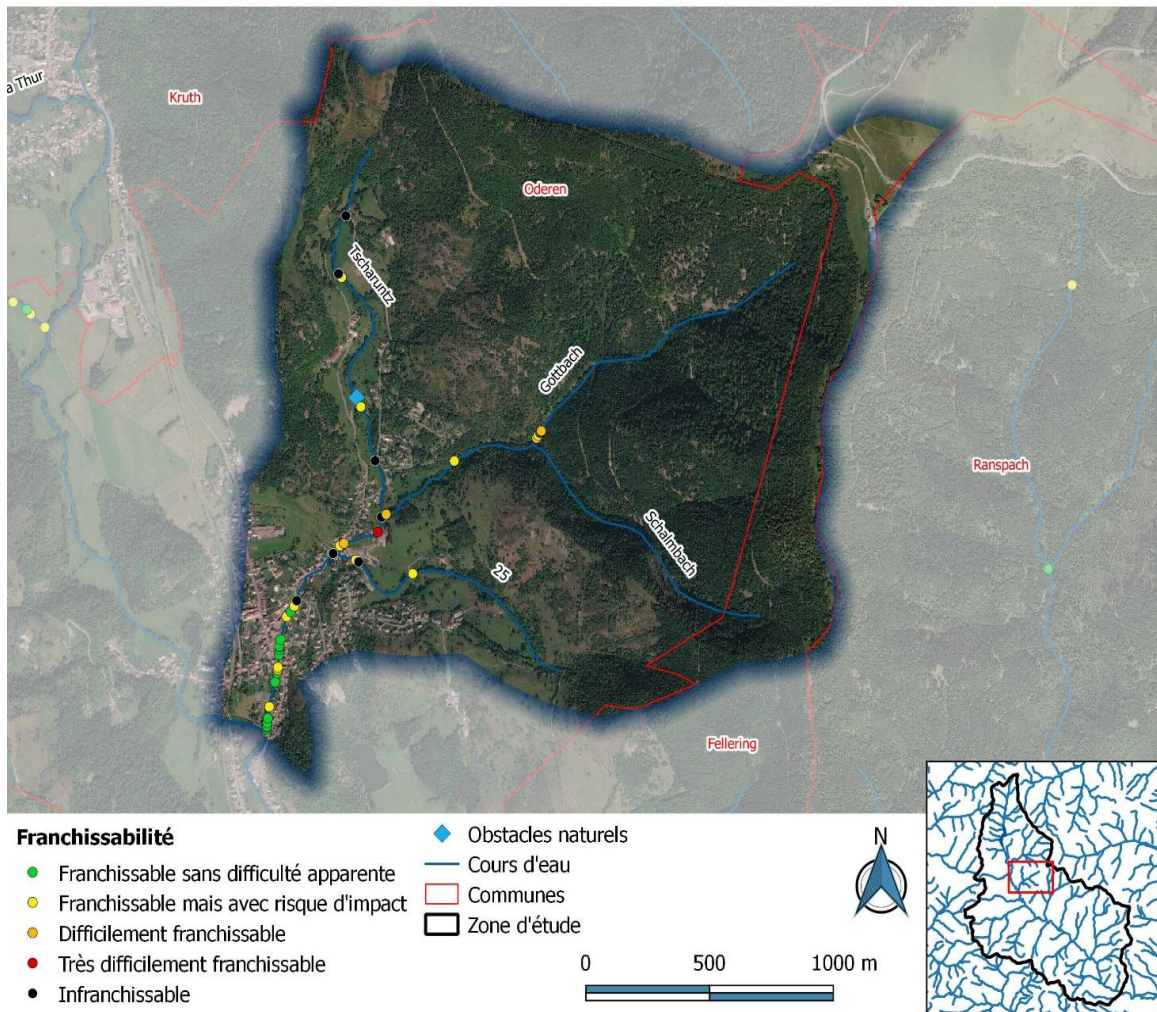 a Thur
Kruth
Oderen
Tscharuntz
Gottbach
Ranspach
Schalmbach
25
Fellering
Franchissabilité
Franchissable sans difficulté apparente
Franchissable mais avec risque d'impact
Difficilement franchissable
Très difficilement franchissable
Infranchissable
Obstacles naturels
Cours d'eau
Communes
Zone d'étude
N
0 500 1000 m